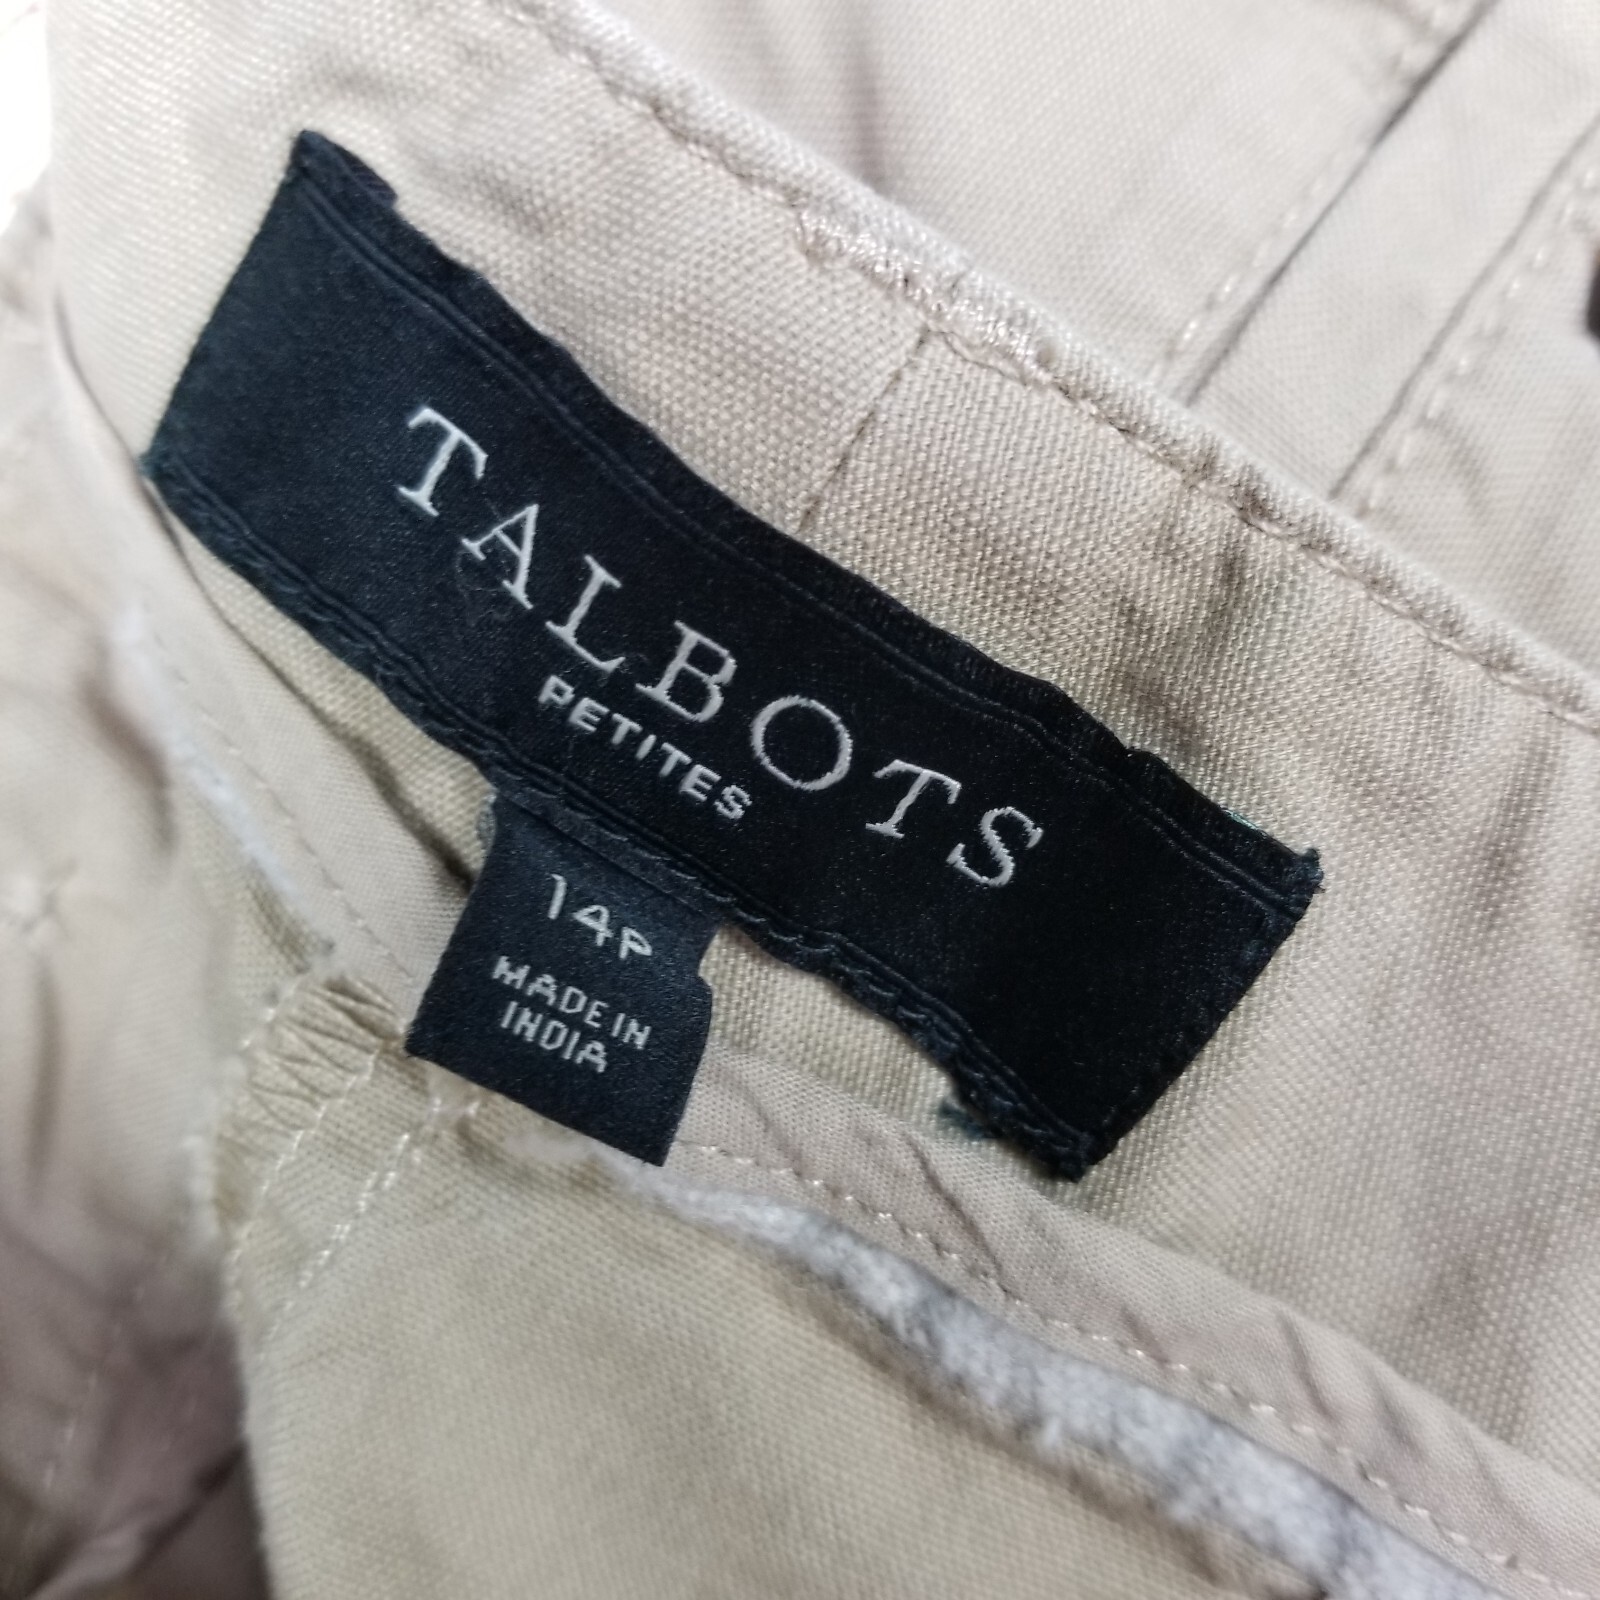 TALBOTS
PETITES
14P
MADE IN
INDIA